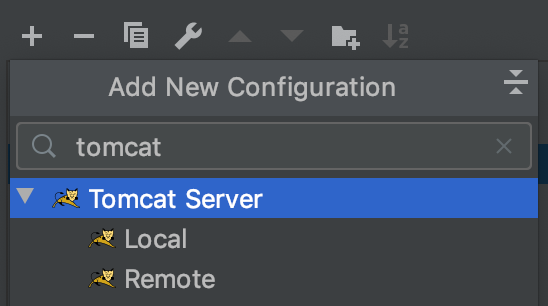 Add New Configuration
tomcat
Tomcat Server
Local
Remote